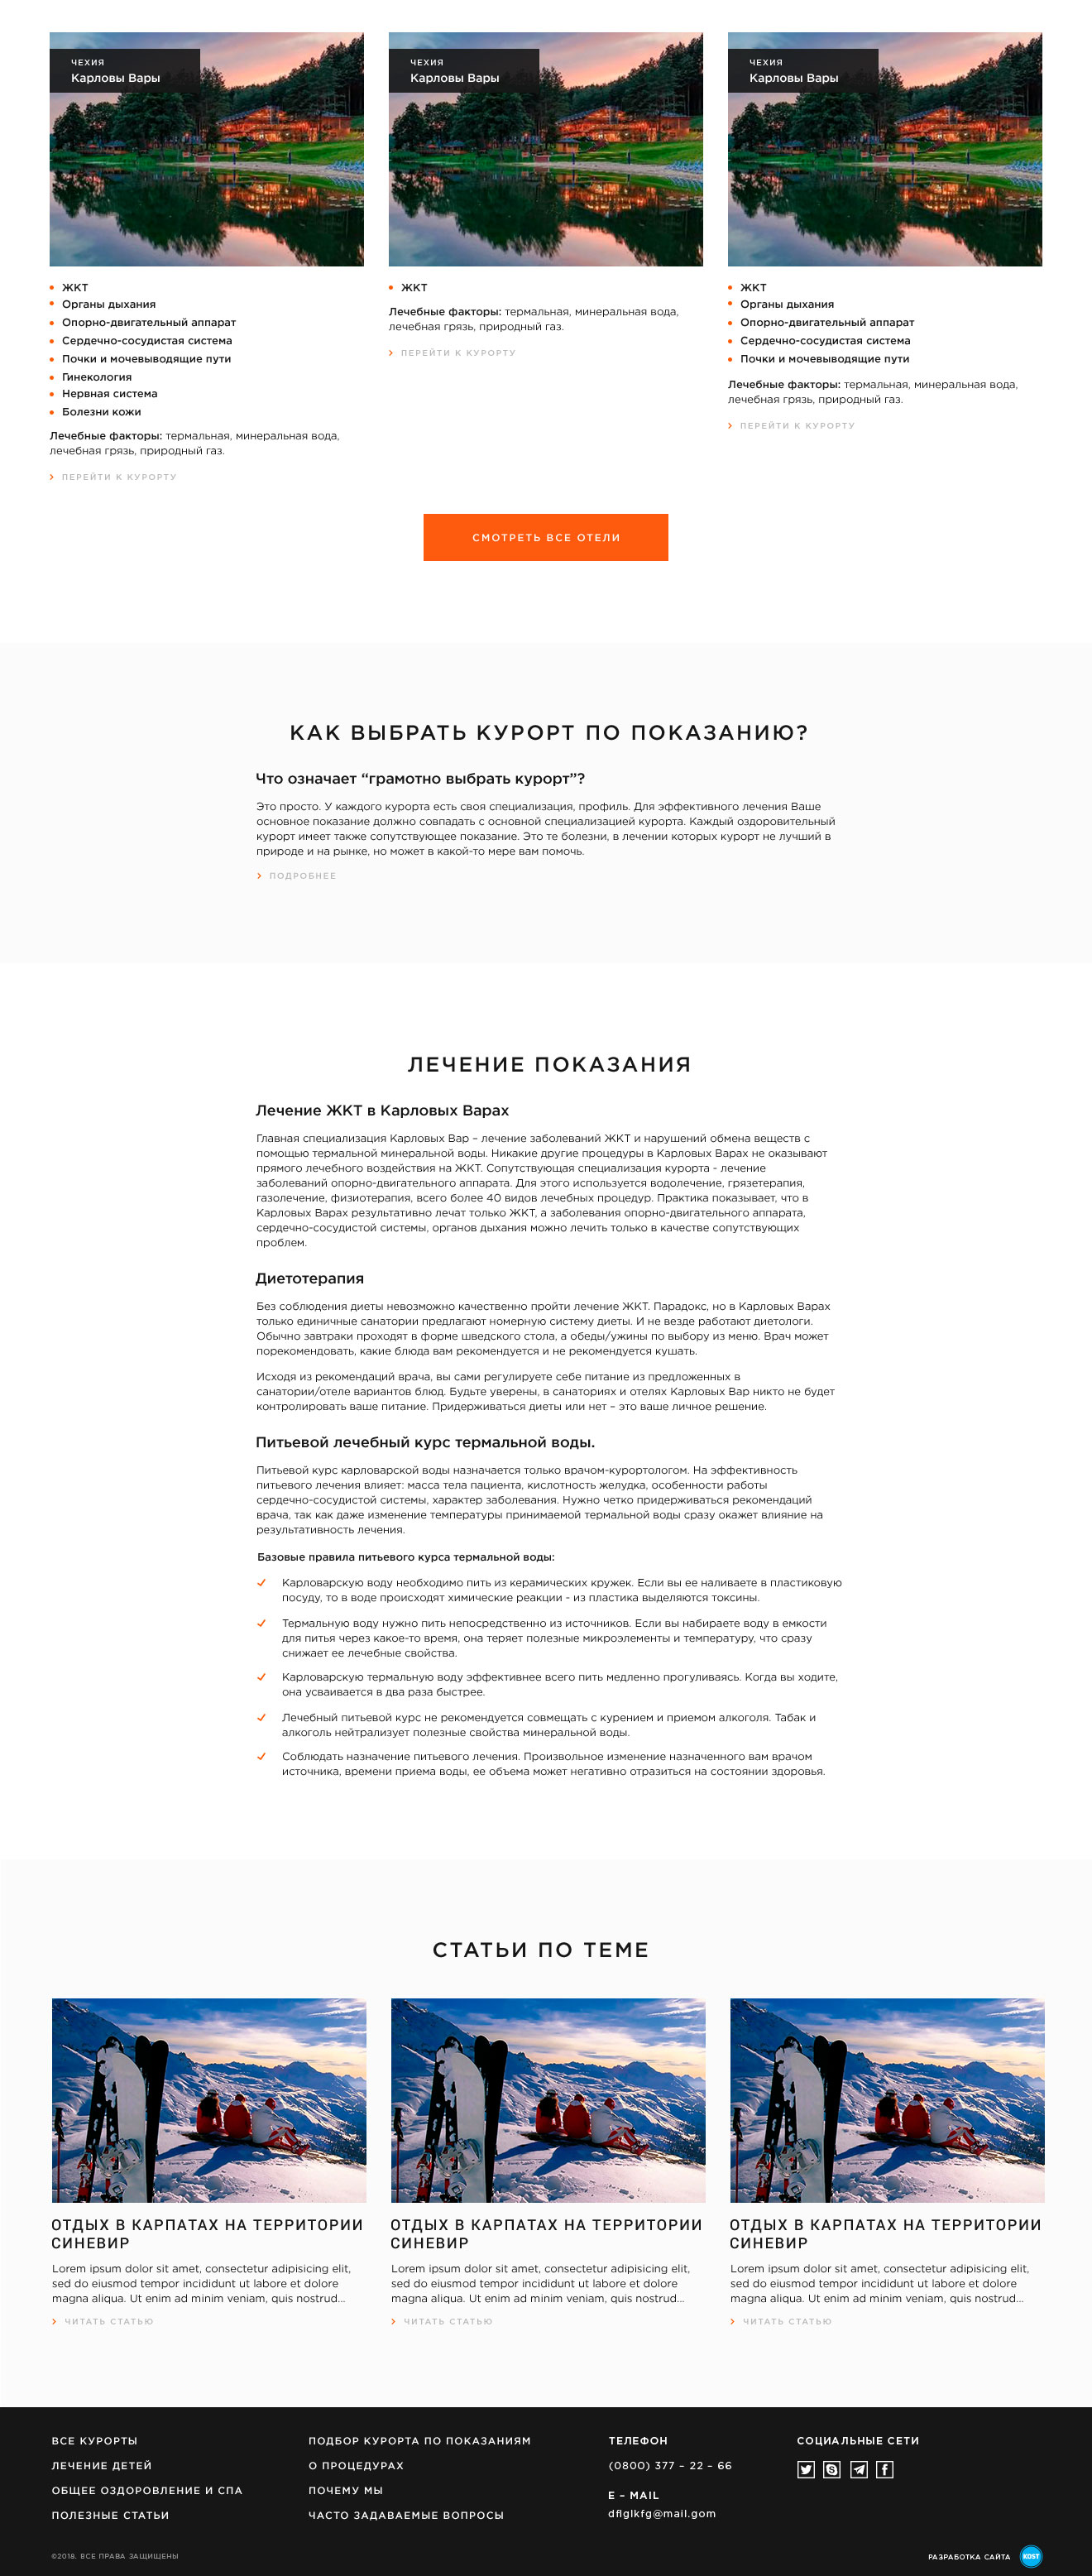 ЧЕХИЯ
Карловы Вары
ЖКТ
Органы дыхания
Опорно-двигательный аппарат
Сердечно-сосудистая система
Почки и мочевыводящие пути
Гинекология
Нервная система
Болезни кожи
Лечебные факторы: термальная, минеральная вода,
лечебная грязь, природный газ.
ПЕРЕЙТИ К КУРОРТУ
ЧЕХИЯ
Карловы Вары
ЖКТ
Лечебные факторы: термальная, минеральная вода,
лечебная грязь, природный газ.
ПЕРЕЙТИ К КУРОРТУ
ЧЕХИЯ
Карловы Вары
ЖКТ
Органы дыхания
Опорно-двигательный аппарат
Сердечно-сосудистая система
Почки и мочевыводящие пути
Лечебные факторы: термальная, минеральная вода,
лечебная грязь, природный газ.
ПЕРЕЙТИ К КУРОРТУ
СМОТРЕТЬ ВСЕ ОТЕЛИ
КАК ВЫБРАТЬ КУРОРТ ПО ПОКАЗАНИЮ?
Что означает “грамотно выбрать курорт”?
Это просто. У каждого курорта есть своя специализация, профиль. Для эффективного лечения Ваше
основное показание должно совпадать с основной специализацией курорта. Каждый оздоровительный
курорт имеет также сопутствующее показание. Это те болезни, в лечении которых курорт не лучший в
природе и на рынке, но может в какой-то мере вам помочь.
ПОДРОБНЕЕ
ЛЕЧЕНИЕ ПОКАЗАНИЯ
Лечение ЖКТ в Карловых Варах
Главная специализация Карловых Вар – лечение заболеваний ЖКТ и нарушений обмена веществ с
помощью термальной минеральной воды. Никакие другие процедуры в Карловых Варах не оказывают
прямого лечебного воздействия на ЖКТ. Сопутствующая специализация курорта - лечение
заболеваний опорно-двигательного аппарата. Для этого используется водолечение, грязетерапия,
газолечение, физиотерапия, всего более 40 видов лечебных процедур. Практика показывает, что в
Карловых Варах результативно лечат только ЖКТ, а заболевания опорно-двигательного аппарата,
сердечно-сосудистой системы, органов дыхания можно лечить только в качестве сопутствующих
проблем.
Диетотерапия
Без соблюдения диеты невозможно качественно пройти лечение ЖКТ. Парадокс, но в Карловых Варах
только единичные санатории предлагают номерную систему диеты. И не везде работают диетологи.
Обычно завтраки проходят в форме шведского стола, а обеды/ужины по выбору из меню. Врач может
порекомендовать, какие блюда вам рекомендуется и не рекомендуется кушать.
Исходя из рекомендаций врача, вы сами регулируете себе питание из предложенных в
санатории/отеле вариантов блюд. Будьте уверены, в санаториях и отелях Карловых Вар никто не будет
контролировать ваше питание. Придерживаться диеты или нет – это ваше личное решение.
Питьевой лечебный курс термальной воды.
Питьевой курс карловарской воды назначается только врачом-курортологом. На эффективность
питьевого лечения влияет: масса тела пациента, кислотность желудка, особенности работы
сердечно-сосудистой системы, характер заболевания. Нужно четко придерживаться рекомендаций
врача, так как даже изменение температуры принимаемой термальной воды сразу окажет влияние на
результативность лечения.
Базовые правила питьевого курса термальной воды:
Карловарскую воду необходимо пить из керамических кружек. Если вы ее наливаете в пластиковую
посуду, то в воде происходят химические реакции - из пластика выделяются токсины.
Термальную воду нужно пить непосредственно из источников. Если вы набираете воду в емкости
для питья через какое-то время, она теряет полезные микроэлементы и температуру, что сразу
снижает ее лечебные свойства.
Карловарскую термальную воду эффективнее всего пить медленно прогуливаясь. Когда вы ходите,
она усваивается в два раза быстрее.
Лечебный питьевой курс не рекомендуется совмещать с курением и приемом алкоголя. Табак и
алкоголь нейтрализует полезные свойства минеральной воды.
Соблюдать назначение питьевого лечения. Произвольное изменение назначенного вам врачом
источника, времени приема воды, ее объема может негативно отразиться на состоянии здоровья.
СТАТЬИ ПО ТЕМЕ
ОТДЫХ В КАРПАТАХ НА ТЕРРИТОРИИ
СИНЕВИР
Lorem ipsum dolor sit amet, consectetur adipisicing elit,
sed do eiusmod tempor incididunt ut labore et dolore
magna aliqua. Ut enim ad minim veniam, quis nostrud...
ЧИТАТЬ СТАТЬЮ
ОТДЫХ В КАРПАТАХ НА ТЕРРИТОРИИ
СИНЕВИР
Lorem ipsum dolor sit amet, consectetur adipisicing elit,
sed do eiusmod tempor incididunt ut labore et dolore
magna aliqua. Ut enim ad minim veniam, quis nostrud...
ЧИТАТЬ СТАТЬЮ
ОТДЫХ В КАРПАТАХ НА ТЕРРИТОРИИ
СИНЕВИР
Lorem ipsum dolor sit amet, consectetur adipisicing elit,
sed do eiusmod tempor incididunt ut labore et dolore
magna aliqua. Ut enim ad minim veniam, quis nostrud...
ЧИТАТЬ СТАТЬЮ
ВСЕ КУРОРТЫ
ЛЕЧЕНИЕ ДЕТЕЙ
ОБЩЕЕ ОЗДОРОВЛЕНИЕ И СПА
ПОЛЕЗНЫЕ СТАТЬИ
ПОДБОР КУРОРТА ПО ПОКАЗАНИЯМ
О ПРОЦЕДУРАХ
ПОЧЕМУ МЫ
ЧАСТО ЗАДАВАЕМЫЕ ВОПРОСЫ
ТЕЛЕФОН
(0800) 377 – 22 – 66
E – MAIL
dflglkfg@mail.gom
СОЦИАЛЬНЫЕ СЕТИ
©2018. ВСЕ ПРАВА ЗАЩИЩЕНЫ
РАЗРАБОТКА САЙТА
KOST